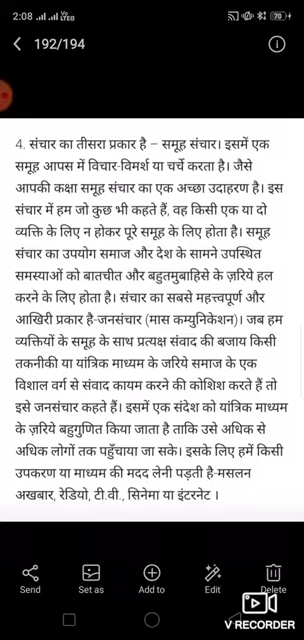 2:08
70
192/194
4. संचार का तीसरा प्रकार है – समूह संचार। इसमें एक
समूह आपस में विचार-विमर्श या चर्चे करता है। जैसे
आपकी कक्षा समूह संचार का एक अच्छा उदाहरण है। इस
संचार में हम जो कुछ भी कहते हैं, वह किसी एक या दो
व्यक्ति के लिए न होकर पूरे समूह के लिए होता है। समूह
संचार का उपयोग समाज और देश के सामने उपस्थित
समस्याओं को बातचीत और बहुतमुबाहिसे के ज़रिये हल
करने के लिए होता है। संचार का सबसे महत्त्वपूर्ण और
आखिरी प्रकार है-जनसंचार (मास कम्युनिकेशन)। जब हम
व्यक्तियों के समूह के साथ प्रत्यक्ष संवाद की बजाय किसी
तकनीकी या यांत्रिक माध्यम के जरिये समाज के एक
विशाल वर्ग से संवाद कायम करने की कोशिश करते हैं तो
इसे जनसंचार कहते हैं। इसमें एक संदेश को यांत्रिक माध्यम
के ज़रिये बहुगुणित किया जाता है ताकि उसे अधिक से
अधिक लोगों तक पहुँचाया जा सके। इसके लिए हमें किसी
उपकरण या माध्यम की मदद लेनी पड़ती है-मसलन
अखबार, रेडियो, टी.वी., सिनेमा या इंटरनेट ।
Send Set as Add to Edit Delete
V RECORDER